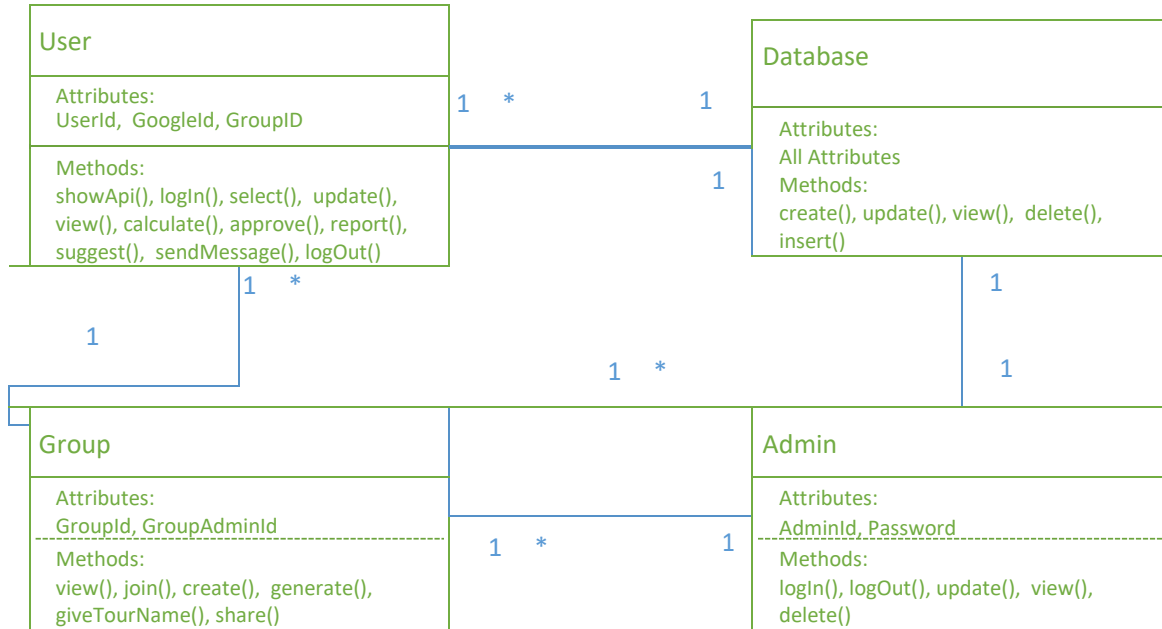 User
Attributes:
UserId, GoogleId, GroupID
Methods:
showApi(), logIn(), select(), update(),
view(), calculate(), approve(), report(),
suggest(), sendMessage(), logOut()
1 *
1
1
Database
Attributes:
All Attributes
Methods:
create(), update(), view(), delete(),
insert()
1 *
1
1
1 *
1
Group
Attributes:
GroupId, GroupAdminId
Methods:
view(), join(), create(), generate(),
giveTourName(), share()
1 *
1
Admin
Attributes:
AdminId, Password
Methods:
logIn(), logOut(), update(), view(),
delete()